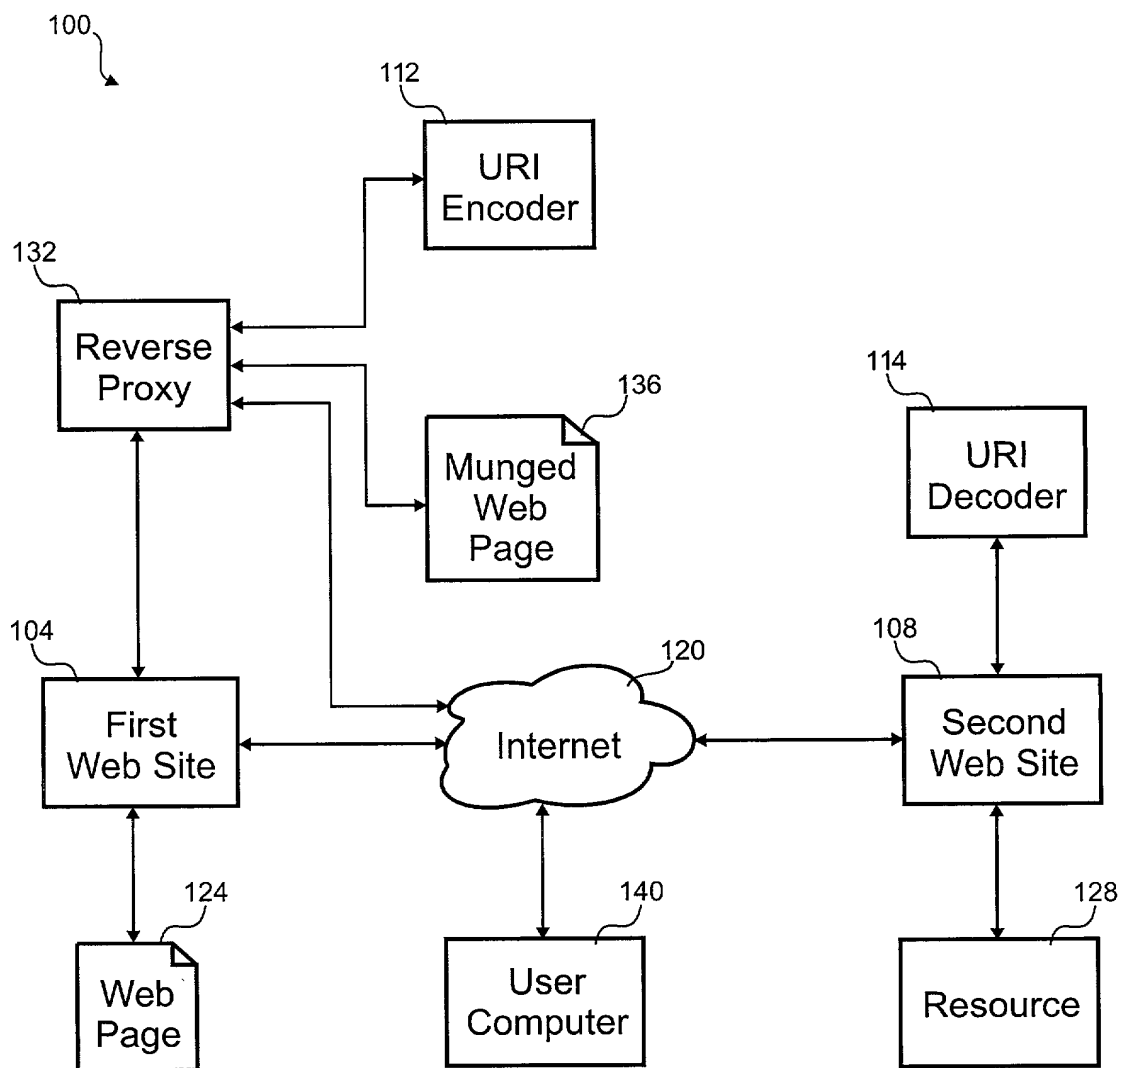 100
112
URI
Encoder
132
Reverse
Proxy
136
Munged
Web
Page
114
URI
Decoder
104
First
Web Site
120
Internet
108
Second
Web Site
124
Web
Page
140
User
Computer
128
Resource